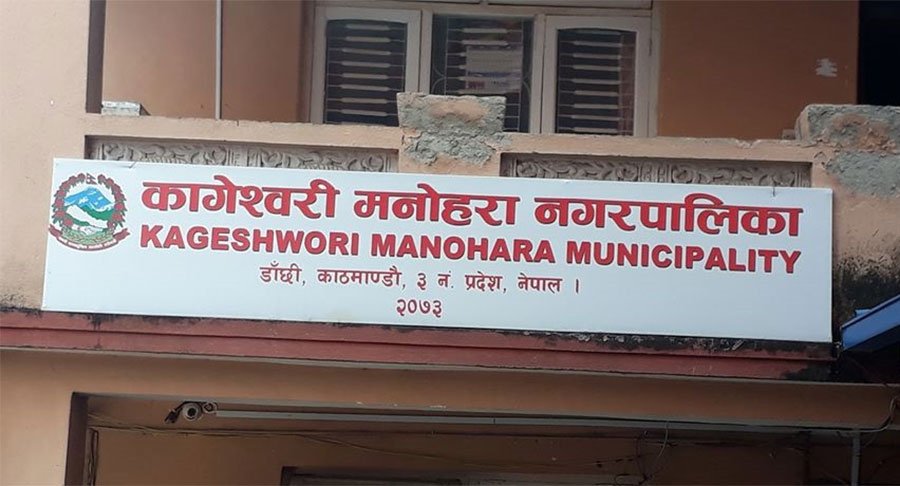 कागेश्वरी मनोहरा नगरपालिका
KAGESHWORI MANOHARA MUNICIPALITY
डाँछी, काठमाण्डौ, ३ नं. प्रदेश, नेपाल ।
२०७३